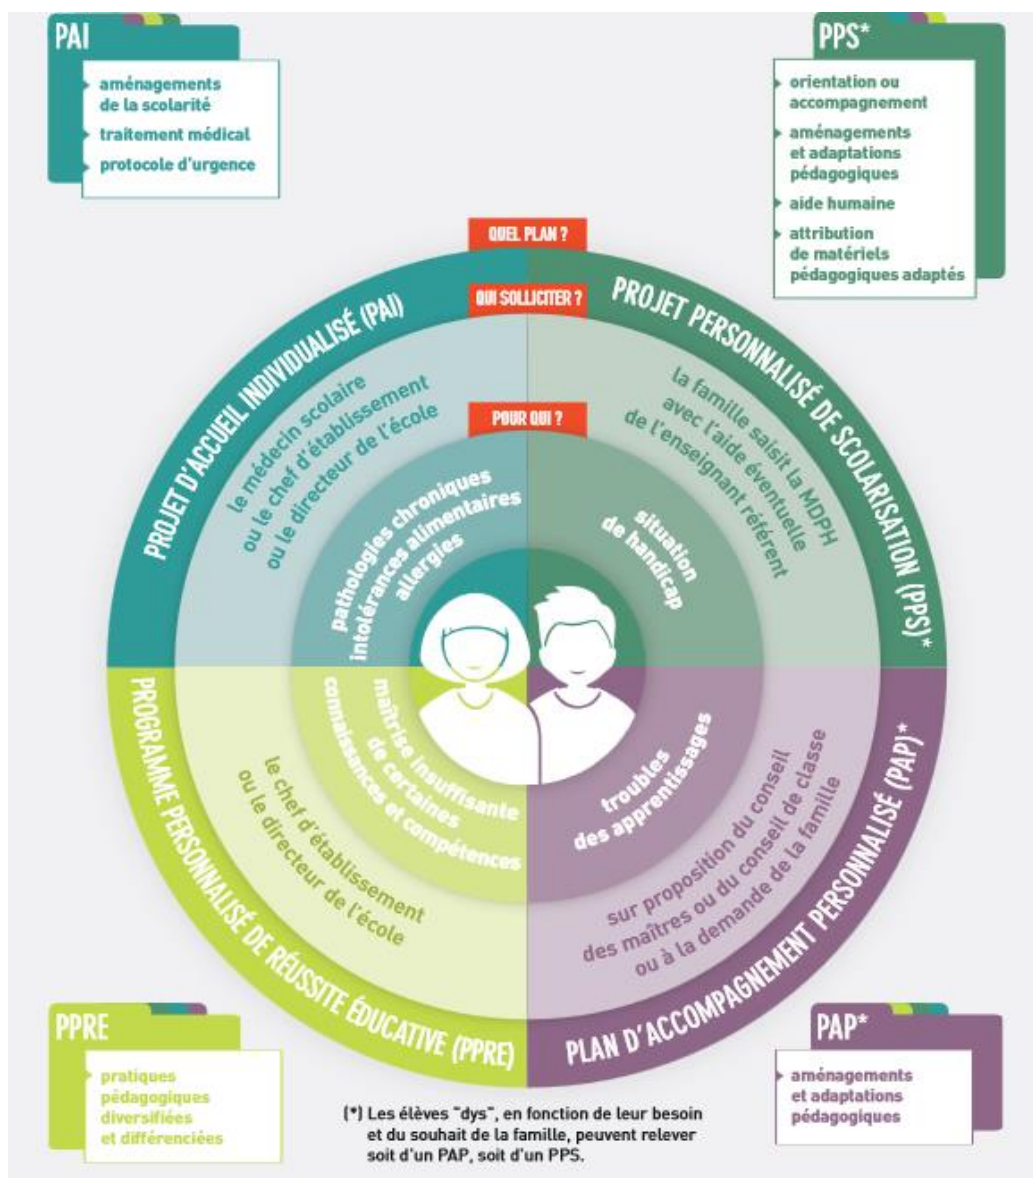 PAI
aménagements
de la scolarité
traitement médical
protocole d'urgence
PPS*
orientation ou
accompagnement
aménagements
et adaptations
pédagogiques
aide humaine
attribution
de matériels
pédagogiques adaptés
QUEL PLAN ?
QUI SOLLICITER ?
POUR QUI ?
PROJET D'ACCUEIL INDIVIDUALISÉ (PAI)
le médecin scolaire
ou le chef d'établissement
ou le directeur de l'école
pathologies chroniques
intolérances alimentaires
allergies
PROJET PERSONNALISÉ DE SCOLARISATION (PPS)*
la famille saisit la MDPH
avec l'aide éventuelle
de l'enseignant référent
situation
de handicap
PROGRAMME PERSONNALISÉ DE RÉUSSITE ÉDUCATIVE (PPRE)
le chef d'établissement
ou le directeur de l'école
maîtrise insuffisante
de certaines
connaissances et compétences
PLAN D'ACCOMPAGNEMENT PERSONNALISÉ (PAP)*
sur proposition du conseil
des maîtres ou du conseil de classe
ou à la demande de la famille
troubles
des apprentissages
PPRE
pratiques
pédagogiques
diversifiées
et différenciées
PAP*
aménagements
et adaptations
pédagogiques
(*) Les élèves "dys", en fonction de leur besoin
et du souhait de la famille, peuvent relever
soit d'un PAP, soit d'un PPS.